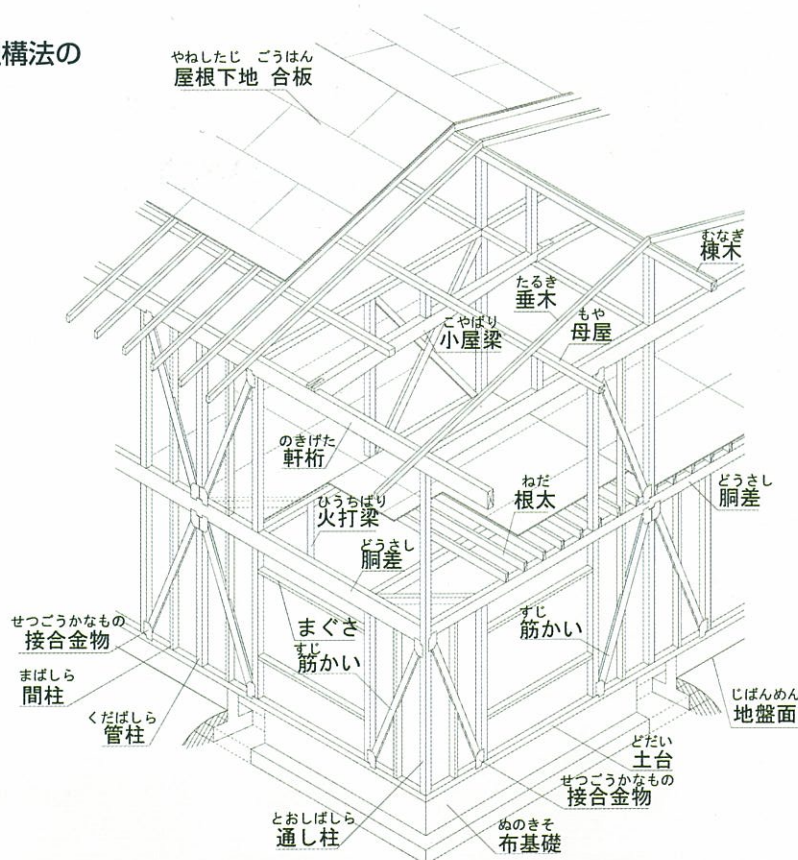 構法の
やねしたじ ごうはん
屋根下地 合板
むなぎ
棟木
たるき
垂木
もや
母屋
こやばり
小屋梁
のきげた
軒桁
ねだ
根太
どうさし
胴差
ひうちばり
火打梁
どうさし
胴差
まぐさ
すじ
筋かい
すじ
筋かい
せつごうかなもの
接合金物
まばしら
間柱
くだばしら
管柱
じばんめん
地盤面
どだい
土台
せつごうかなもの
接合金物
とおしばしら
通し柱
ぬのきそ
布基礎